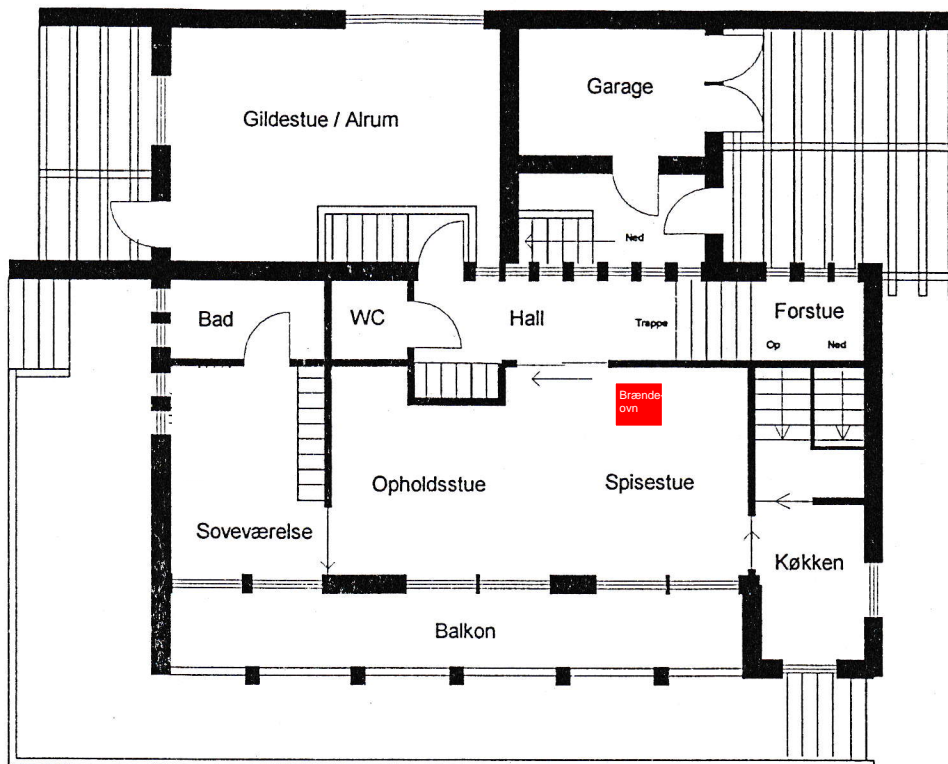 Garage
Gildestue / Alrum
Ned
Bad
WC
Hall
Trappe
Forstue
Op
Ned
Brænde-
ovn
Opholdsstue
Spisestue
Soveværelse
Køkken
Balkon